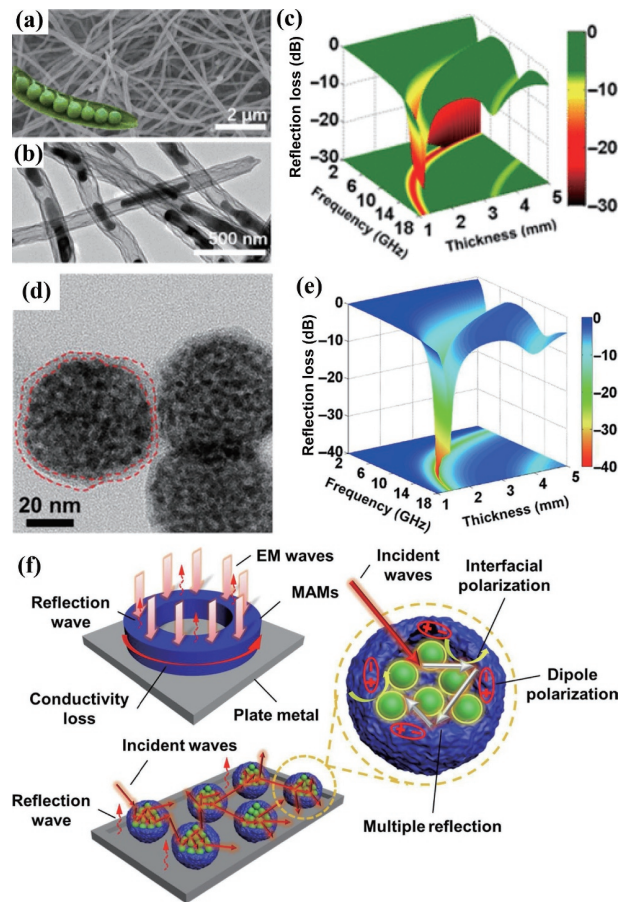 (a)
2 μm
(b)
500 nm
(c)
Reflection loss (dB)
0
−10
−20
−30
2
6
10
14
18
Frequency (GHz)
1
2
3
4
5
Thickness (mm)
0
−10
−20
−30
(d)
20 nm
(e)
Reflection loss (dB)
0
−10
−20
−30
−40
2
6
10
14
18
Frequency (GHz)
1
2
3
4
5
Thickness (mm)
0
−10
−20
−30
−40
(f)
EM waves
Reflection
wave
MAMs
Conductivity
loss
Plate metal
Incident
waves
Interfacial
polarization
Dipole
polarization
Multiple reflection
Incident waves
Reflection
wave